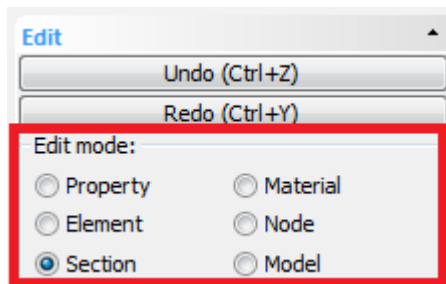 Edit
Undo (Ctrl+Z)
Redo (Ctrl+Y)
Edit mode:
Property Material
Element Node
Section Model